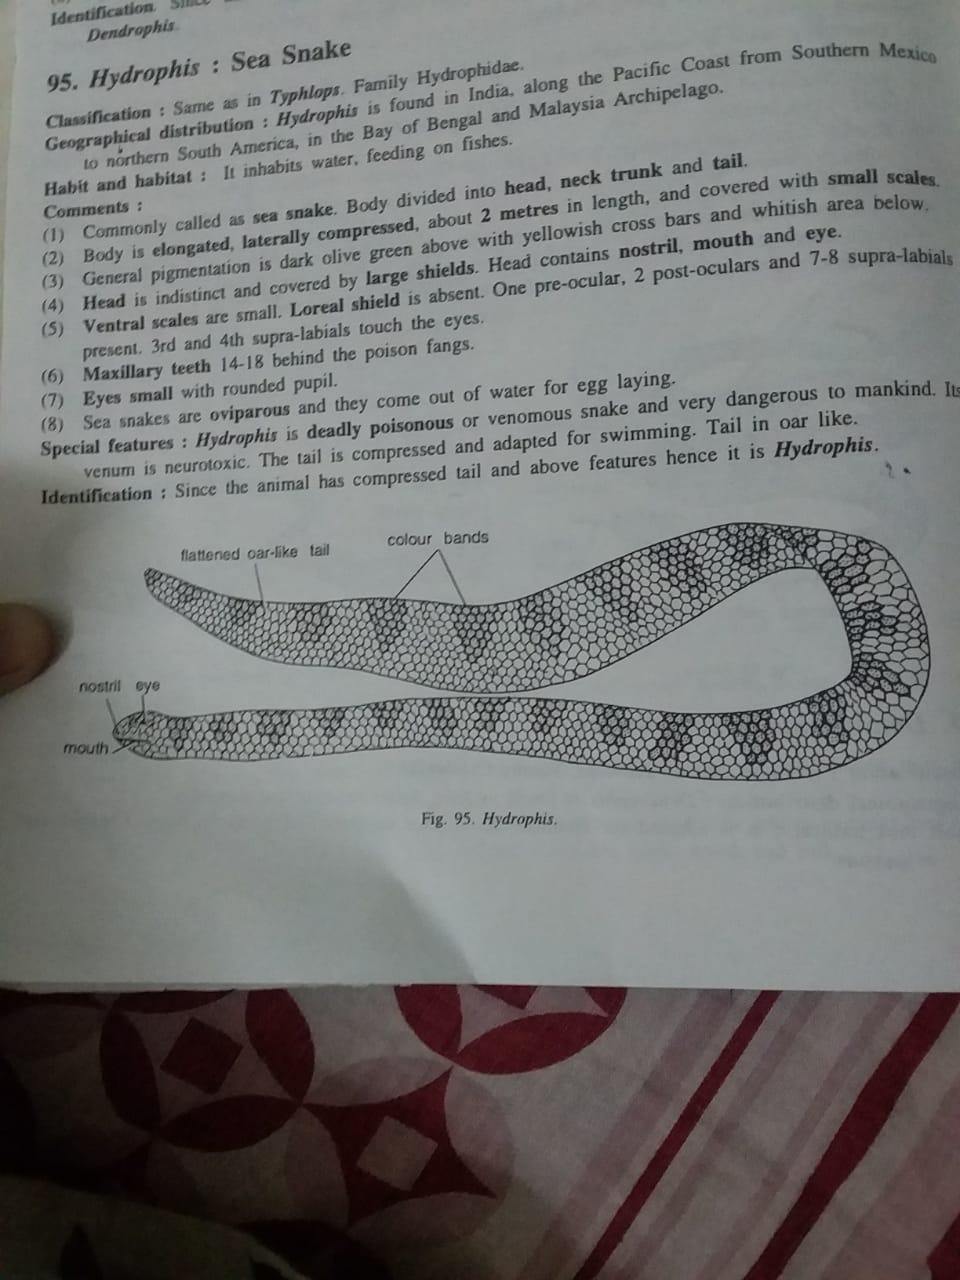 Identification.
Dendrophis.
95. Hydrophis : Sea Snake
Classification : Same as in Typhlops. Family Hydrophidae.
Geographical distribution : Hydrophis is found in India, along the Pacific Coast from Southern Mexico
to northern South America, in the Bay of Bengal and Malaysia Archipelago.
Habit and habitat : It inhabits water, feeding on fishes.
Comments :
(1) Commonly called as sea snake. Body divided into head, neck trunk and tail.
(2) Body is elongated, laterally compressed, about 2 metres in length, and covered with small scales.
(3) General pigmentation is dark olive green above with yellowish cross bars and whitish area below.
(4) Head is indistinct and covered by large shields. Head contains nostril, mouth and eye.
(5) Ventral scales are small. Loreal shield is absent. One pre-ocular, 2 post-oculars and 7-8 supra-labials
present. 3rd and 4th supra-labials touch the eyes.
(6) Maxillary teeth 14-18 behind the poison fangs.
(7) Eyes small with rounded pupil.
(8) Sea snakes are oviparous and they come out of water for egg laying.
Special features : Hydrophis is deadly poisonous or venomous snake and very dangerous to mankind. Its
venum is neurotoxic. The tail is compressed and adapted for swimming. Tail in oar like.
Identification : Since the animal has compressed tail and above features hence it is Hydrophis.
flattened oar-like tail
colour bands
nostril eye
mouth
Fig. 95. Hydrophis.